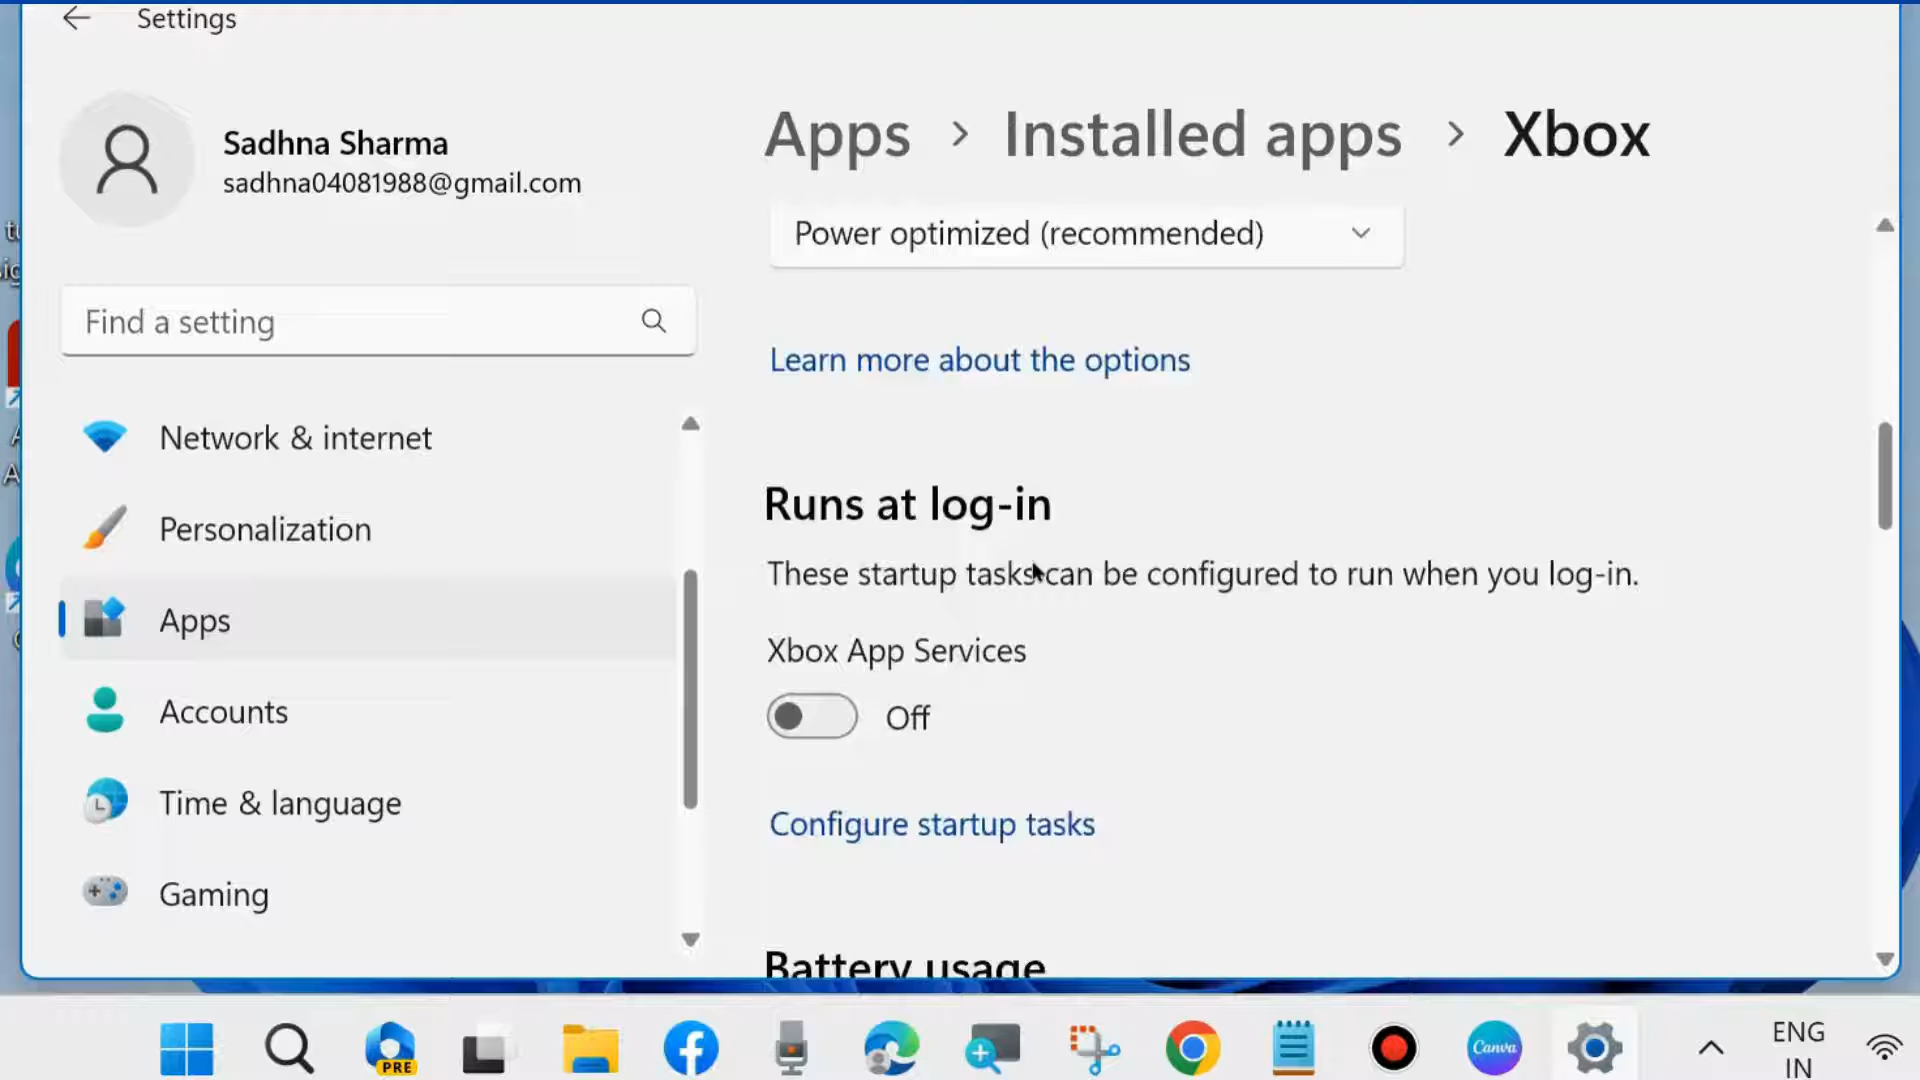 Settings
Sadhna Sharma
sadhna04081988@gmail.com
Find a setting
Network & internet
Personalization
Apps
Accounts
Time & language
Gaming
Apps > Installed apps > Xbox
Power optimized (recommended)
Learn more about the options
Runs at log-in
These startup tasks can be configured to run when you log-in.
Xbox App Services
Off
Configure startup tasks
Battery usage
PRE
Canva
ENG
IN